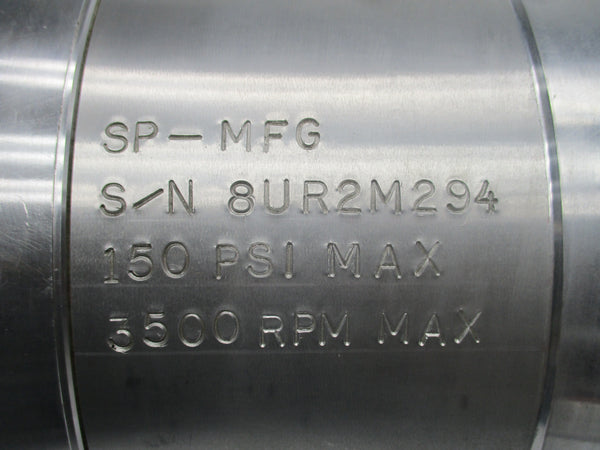 SP-MFG
S/N 8UR2M294
150 PSI MAX
3500 RPM MAX